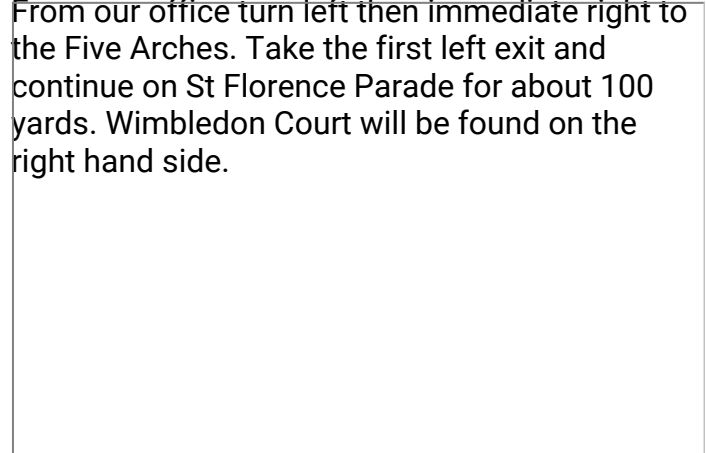 From our office turn left then immediate right to
the Five Arches. Take the first left exit and
continue on St Florence Parade for about 100
yards. Wimbledon Court will be found on the
right hand side.